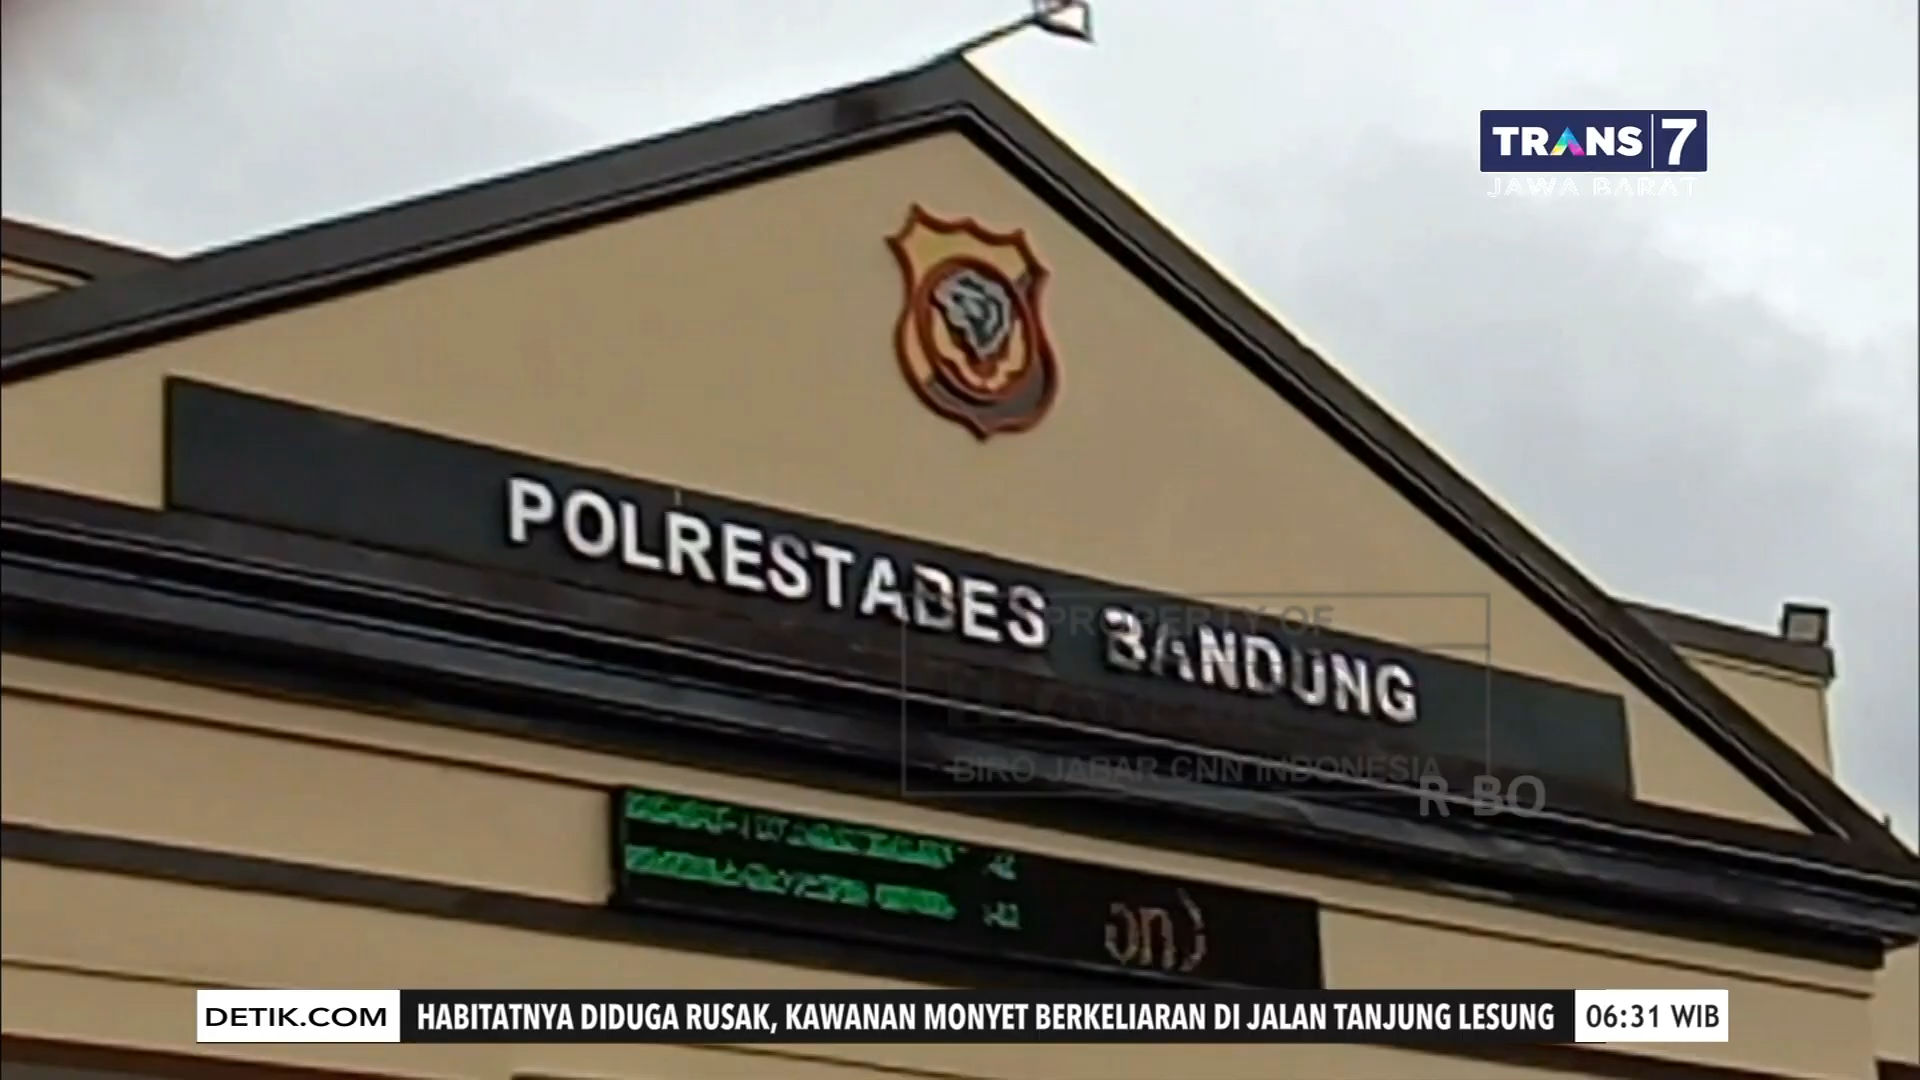 TRANS 7
JAWA BARAT
POLRESTABES BANDUNG
PROPERTY OF
BIRO JABAR CNN INDONESIA
R BO
DETIK.COM
HABITATNYA DIDUGA RUSAK, KAWANAN MONYET BERKELIARAN DI JALAN TANJUNG LESUNG
06:31 WIB